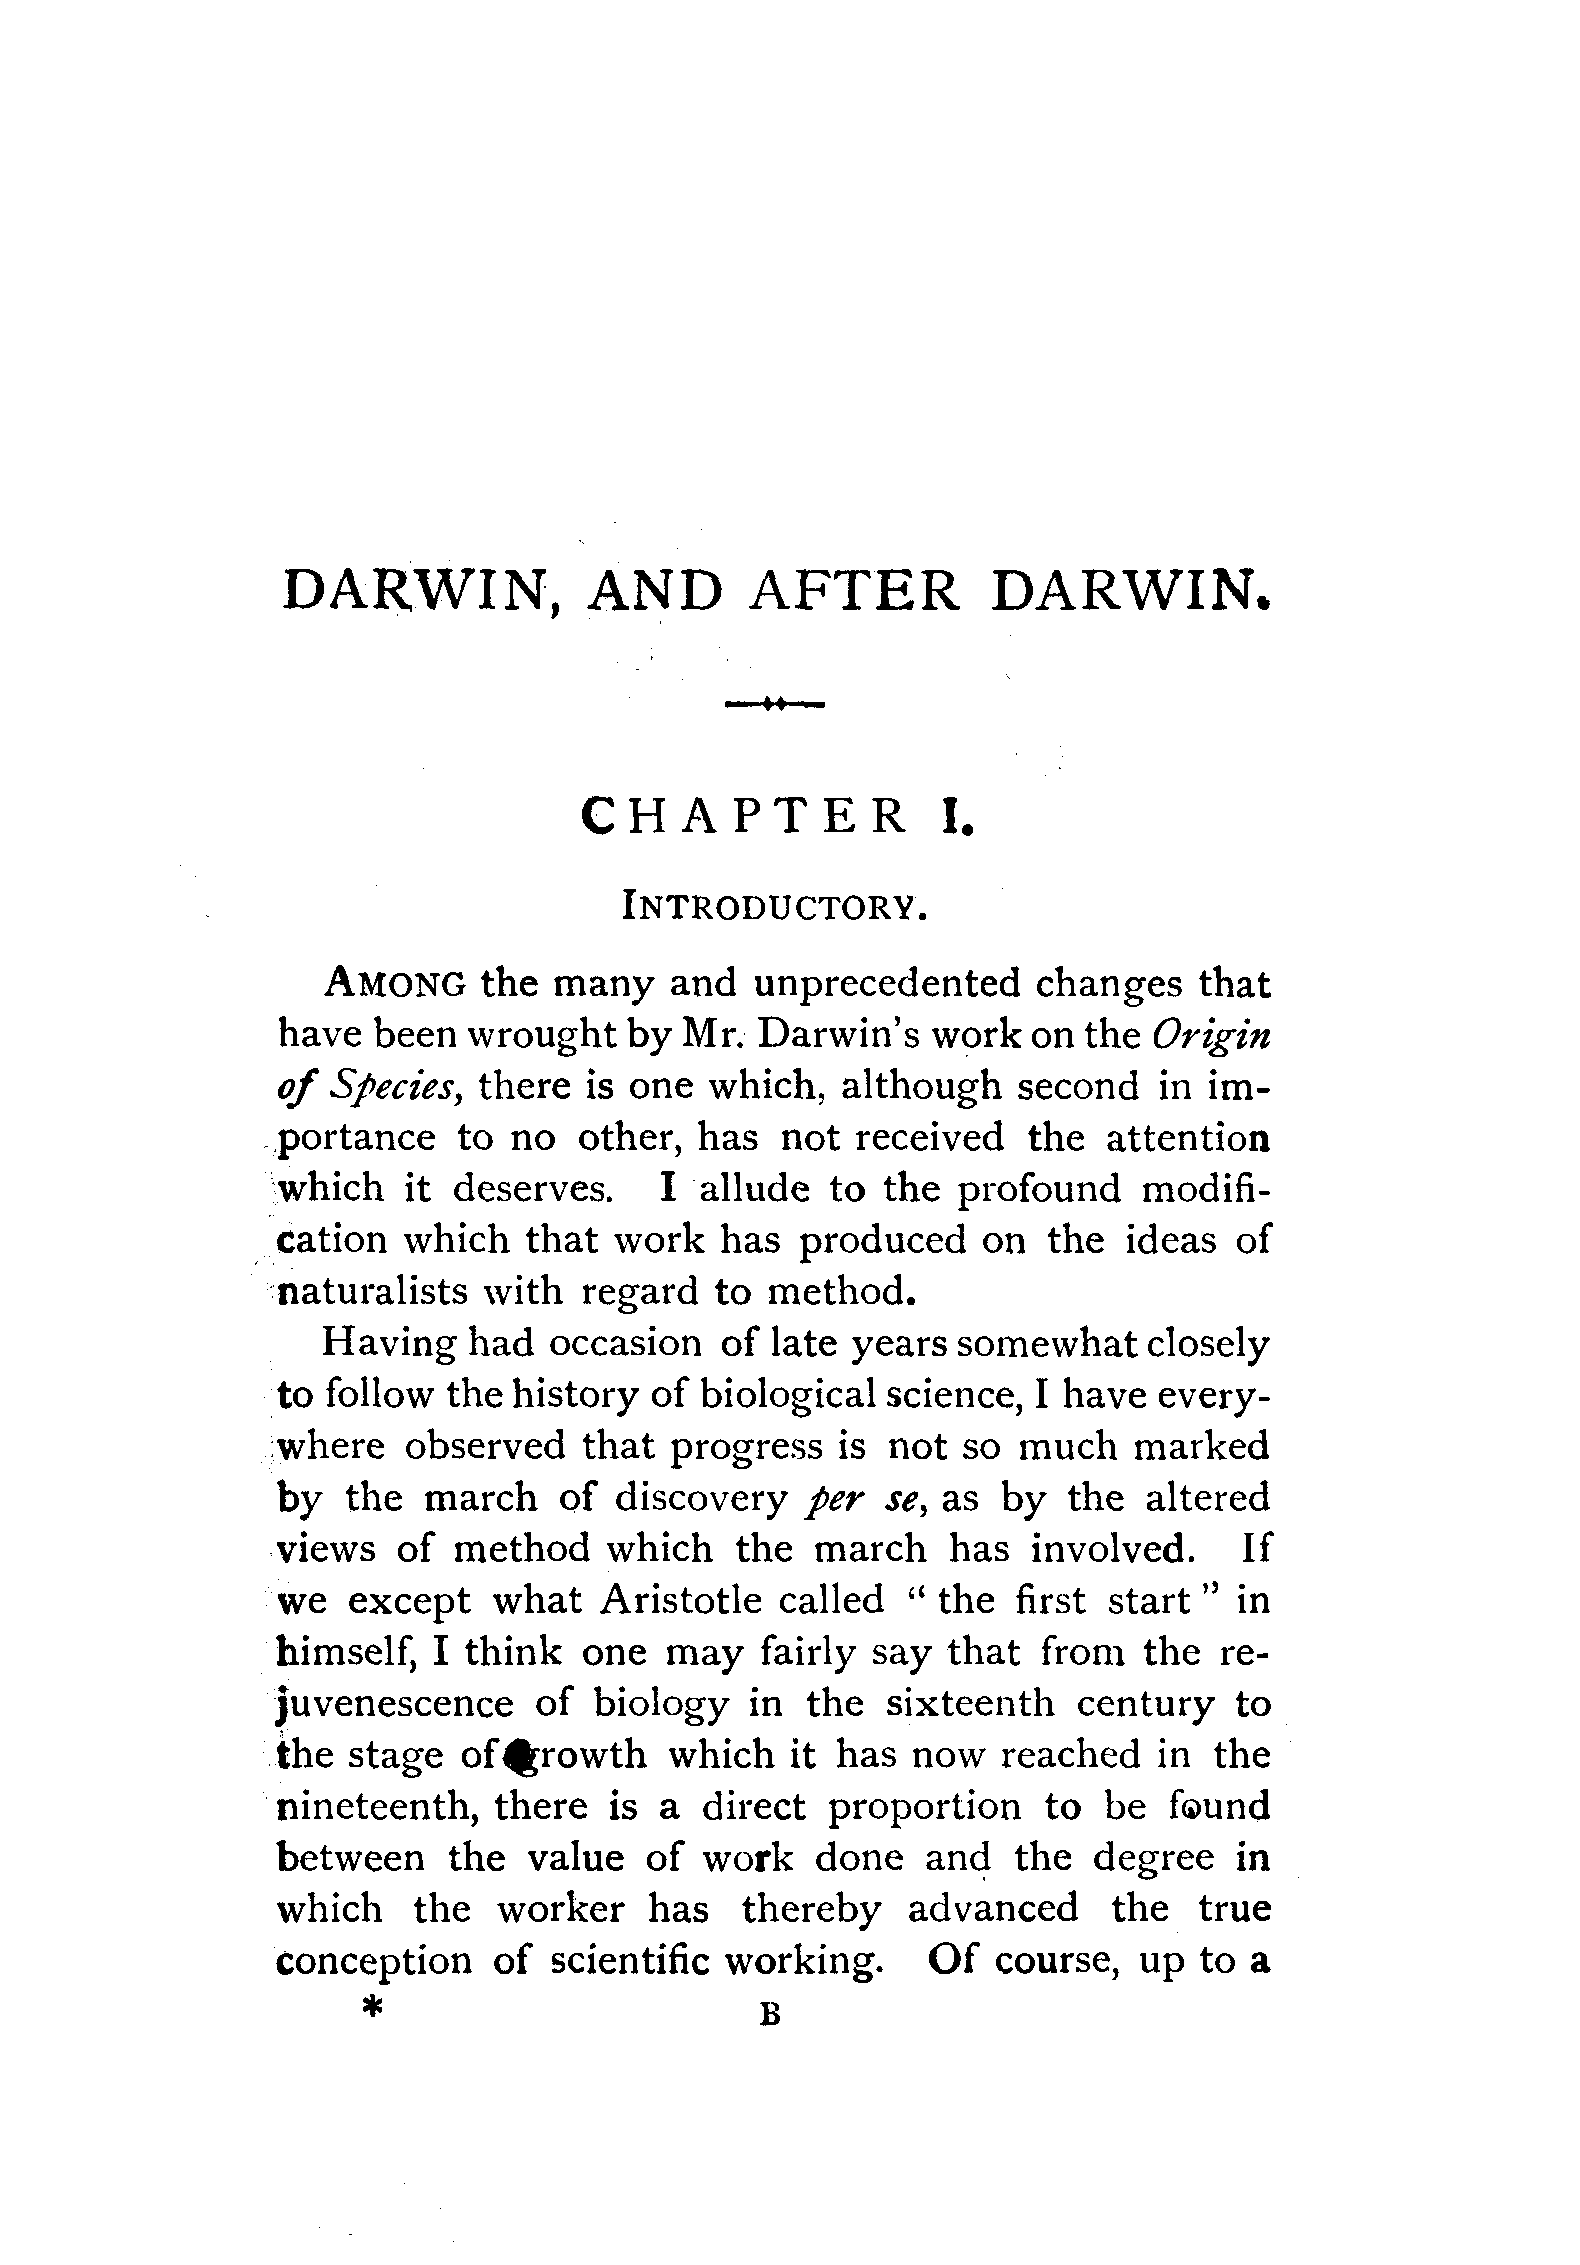 DARWIN, AND AFTER DARWIN.
CHAPTER I.
INTRODUCTORY.
AMONG the many and unprecedented changes that
have been wrought by Mr. Darwin's work on the Origin
of Species, there is one which, although second in im-
portance to no other, has not received the attention
which it deserves. I allude to the profound modifi-
cation which that work has produced on the ideas of
naturalists with regard to method.
Having had occasion of late years somewhat closely
to follow the history of biological science, I have every-
where observed that progress is not so much marked
by the march of discovery per se, as by the altered
views of method which the march has involved. If
we except what Aristotle called “ the first start ” in
himself, I think one may fairly say that from the re-
juvenescence of biology in the sixteenth century to
the stage of growth which it has now reached in the
nineteenth, there is a direct proportion to be found
between the value of work done and the degree in
which the worker has thereby advanced the true
conception of scientific working. Of course, up to a
* B